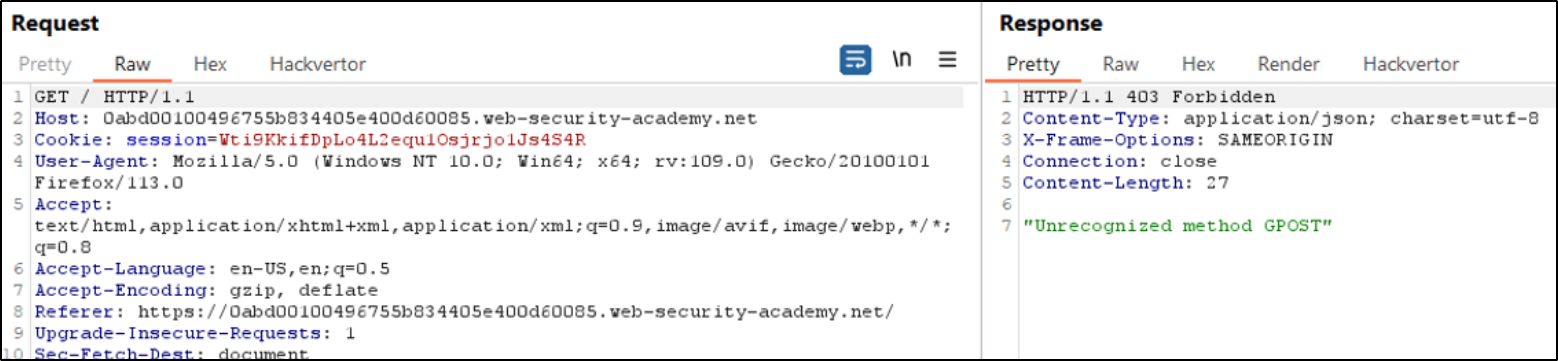 Request
Pretty Raw Hex Hackvertor \n
1 GET / HTTP/1.1
2 Host: 0abd00100496755b834405e400d60085.web-security-academy.net
3 Cookie: session=Wti9KkifDpLo4L2equ1Osjrjo1Js4S4R
4 User-Agent: Mozilla/5.0 (Windows NT 10.0; Win64; x64; rv:109.0) Gecko/20100101
Firefox/113.0
5 Accept:
text/html,application/xhtml+xml,application/xml;q=0.9,image/avif,image/webp,*/*;
q=0.8
6 Accept-Language: en-US,en;q=0.5
7 Accept-Encoding: gzip, deflate
8 Referer: https://0abd00100496755b834405e400d60085.web-security-academy.net/
9 Upgrade-Insecure-Requests: 1
10 Sec-Fetch-Dest: document
Response
Pretty Raw Hex Render Hackvertor
1 HTTP/1.1 403 Forbidden
2 Content-Type: application/json; charset=utf-8
3 X-Frame-Options: SAMEORIGIN
4 Connection: close
5 Content-Length: 27
6
7 "Unrecognized method GPOST"